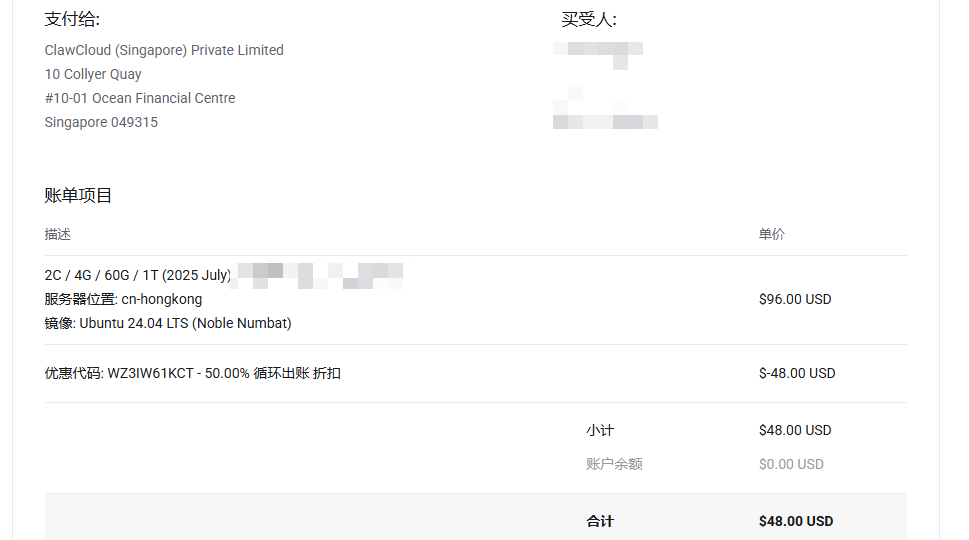 支付给:
ClawCloud (Singapore) Private Limited
10 Collyer Quay
#10-01 Ocean Financial Centre
Singapore 049315
买受人:
账单项目
描述 单价
2C / 4G / 60G / 1T (2025 July)
服务器位置: cn-hongkong
镜像: Ubuntu 24.04 LTS (Noble Numbat)
$96.00 USD
优惠代码: WZ3IW61KCT - 50.00% 循环出账 折扣 $-48.00 USD
小计 $48.00 USD
账户余额 $0.00 USD
合计 $48.00 USD